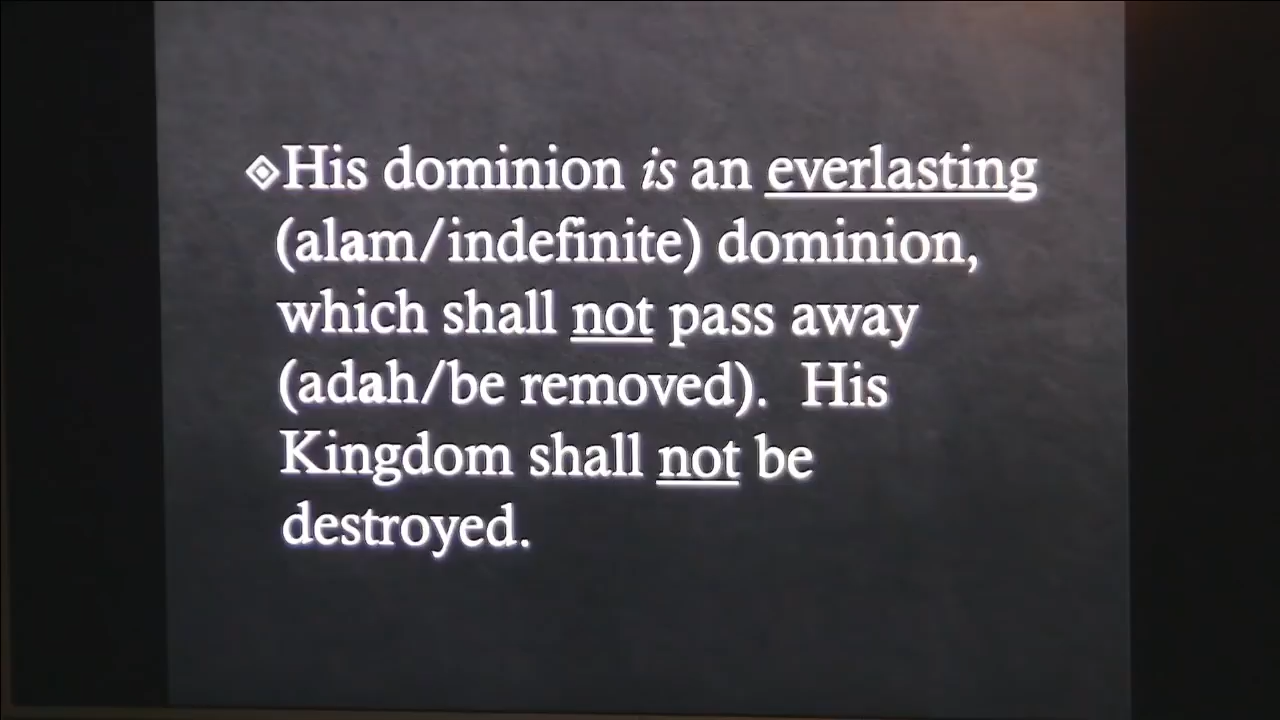 His dominion is an everlasting
(alam/indefinite) dominion,
which shall not pass away
(adah/be removed). His
Kingdom shall not be
destroyed.